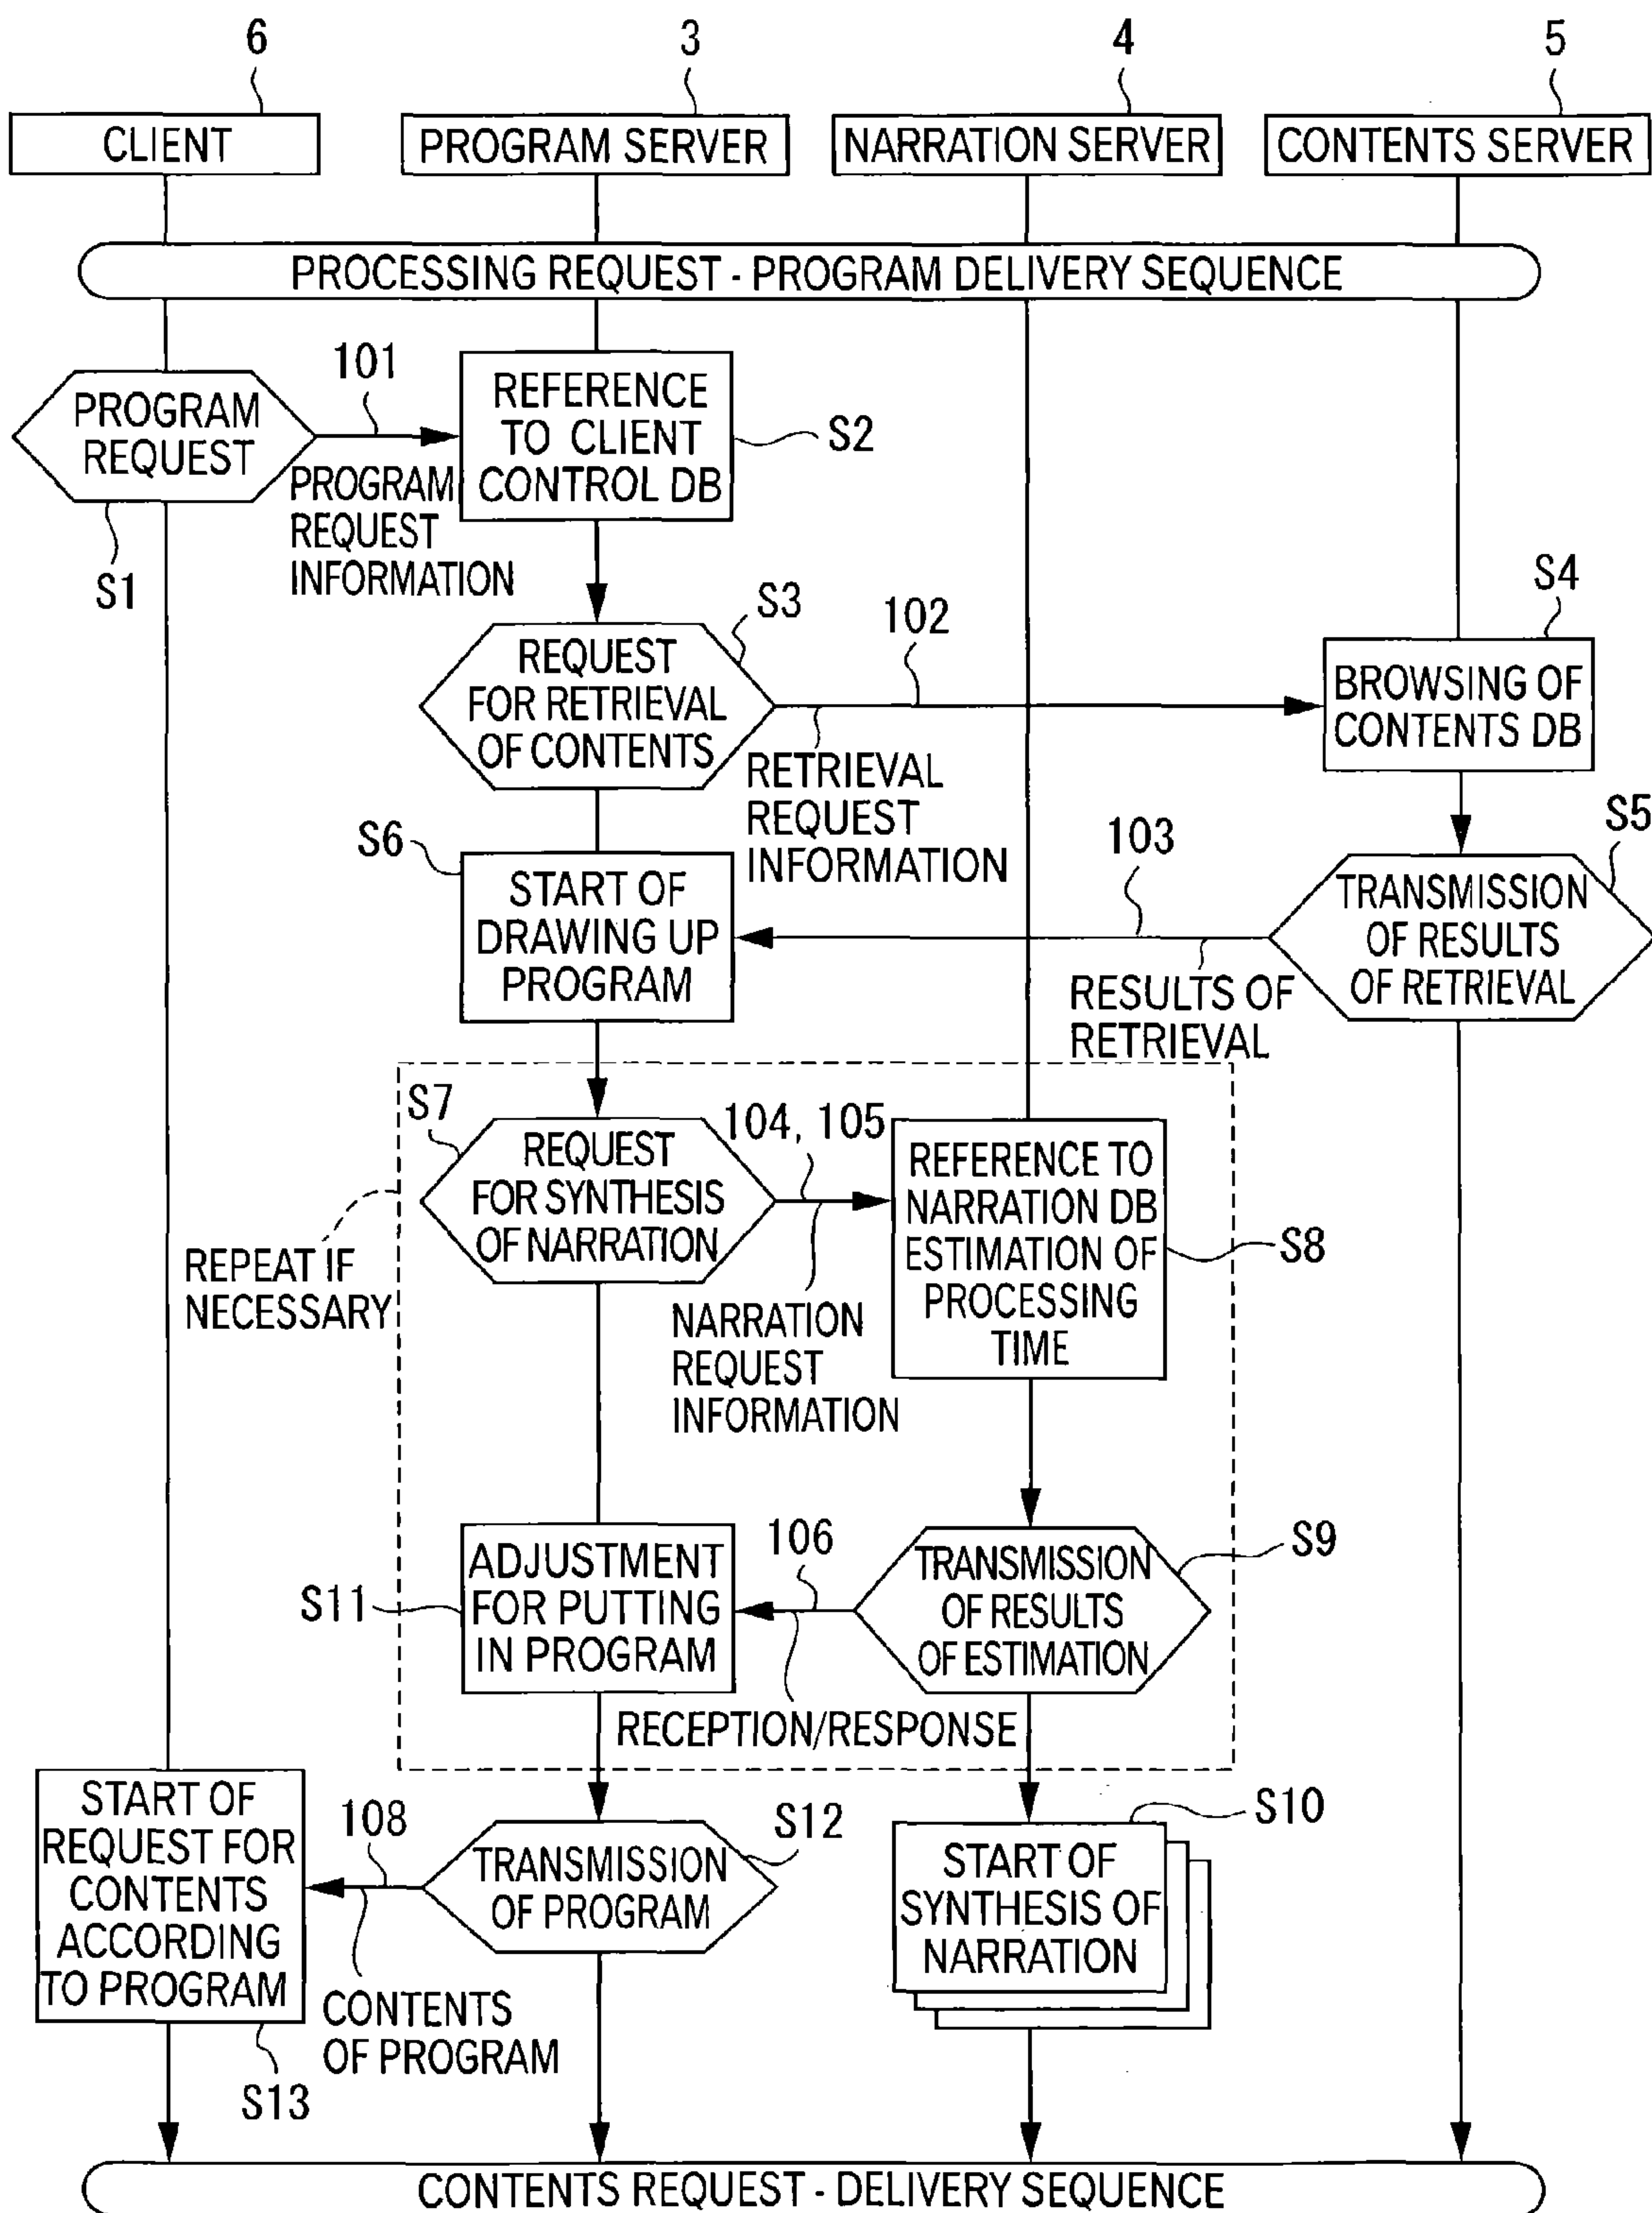 6
3
4
5
CLIENT
PROGRAM SERVER
NARRATION SERVER
CONTENTS SERVER
PROCESSING REQUEST - PROGRAM DELIVERY SEQUENCE
PROGRAM
REQUEST
S1
101
PROGRAM
REQUEST
INFORMATION
REFERENCE
TO CLIENT
CONTROL DB
S2
REQUEST
FOR RETRIEVAL
OF CONTENTS
S3
102
RETRIEVAL
REQUEST
INFORMATION
S4
BROWSING OF
CONTENTS DB
S5
TRANSMISSION
OF RESULTS
OF RETRIEVAL
103
RESULTS OF
RETRIEVAL
S6
START OF
DRAWING UP
PROGRAM
S7
REQUEST
FOR SYNTHESIS
OF NARRATION
104, 105
NARRATION
REQUEST
INFORMATION
REPEAT IF
NECESSARY
REFERENCE TO
NARRATION DB
ESTIMATION OF
PROCESSING
TIME
S8
TRANSMISSION
OF RESULTS
OF ESTIMATION
S9
106
RECEPTION/RESPONSE
S11
ADJUSTMENT
FOR PUTTING
IN PROGRAM
S10
START OF
SYNTHESIS OF
NARRATION
S12
TRANSMISSION
OF PROGRAM
108
CONTENTS
OF PROGRAM
START OF
REQUEST FOR
CONTENTS
ACCORDING
TO PROGRAM
S13
CONTENTS REQUEST - DELIVERY SEQUENCE